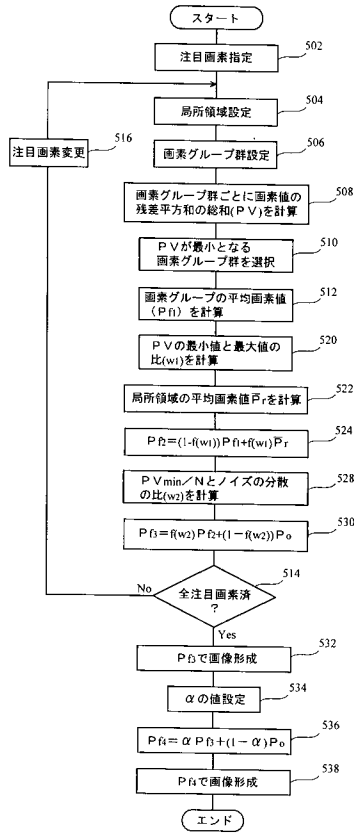 スタート
注目画素指定
502
局所領域設定
504
注目画素変更
516
画素グループ群設定
506
画素グループ群ごとに画素値の
残差平方和の総和(PV)を計算
508
PVが最小となる
画素グループ群を選択
510
画素グループの平均画素値
(Pf1)を計算
512
PVの最小値と最大値の
比(w1)を計算
520
局所領域の平均画素値P̄rを計算
522
Pf2=(1-f(w1))Pf1+f(w1)P̄r
524
PVmin/Nとノイズの分散
の比(w2)を計算
528
Pf3=f(w2)Pf2+(1-f(w2))Po
530
全注目画素済
?
514
No
Yes
Pf3で画像形成
532
αの値設定
534
Pf4=αPf3+(1-α)Po
536
Pf4で画像形成
538
エンド